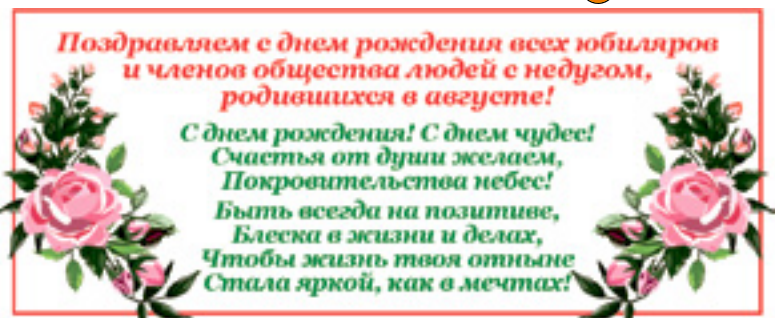 Поздравляем с днем рождения всех юбиляров
и членов общества людей с недугом,
родившихся в августе!
С днем рождения! С днем чудес!
Счастья от души желаем,
Покровительства небес!
Быть всегда на позитиве,
Блеска в жизни и делах,
Чтобы жизнь твоя отныне
Стала яркой, как в мечтах!